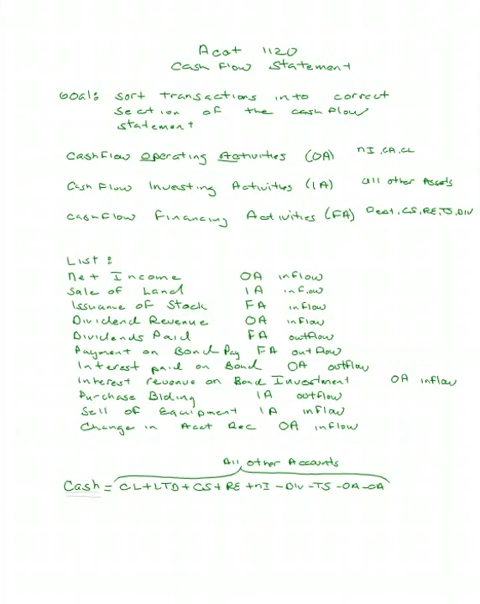 Acct 1120
Cash Flow Statement
Goal: sort transactions into correct
section of the cash flow
statement
Cashflow Operating Activities (OA) nI, CA, CL
Cash Flow Investing Activities (IA) all other Assets
Cashflow Financing Activities (FA) Debt, CS, RE, TS, DIV
List:
Net Income OA inflow
Sale of Land IA inflow
Issuance of Stock FA inflow
Dividend Revenue OA inflow
Dividends Paid FA outflow
Payment on Bond Pay FA outflow
Interest paid on Bond OA outflow
Interest revenue on Bond Investment OA inflow
Purchase Blding IA outflow
Sell of Equipment IA inflow
Change in Acct Rec OA inflow
All other Accounts
Cash = CL+LTD+CS+RE+nI-DIV-TS-OA-OA